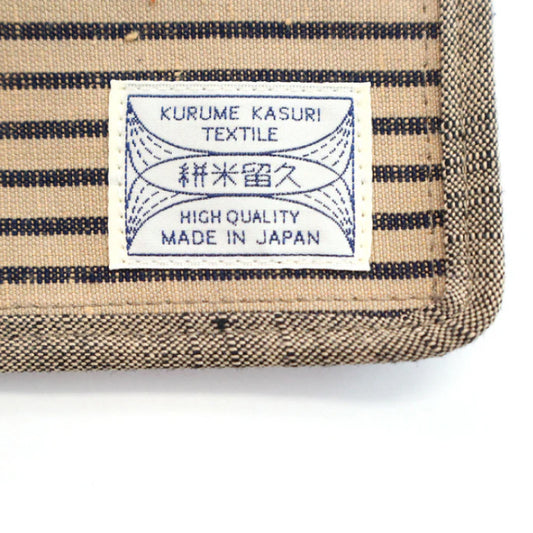 KURUME KASURI
TEXTILE
絣米留久
HIGH QUALITY
MADE IN JAPAN